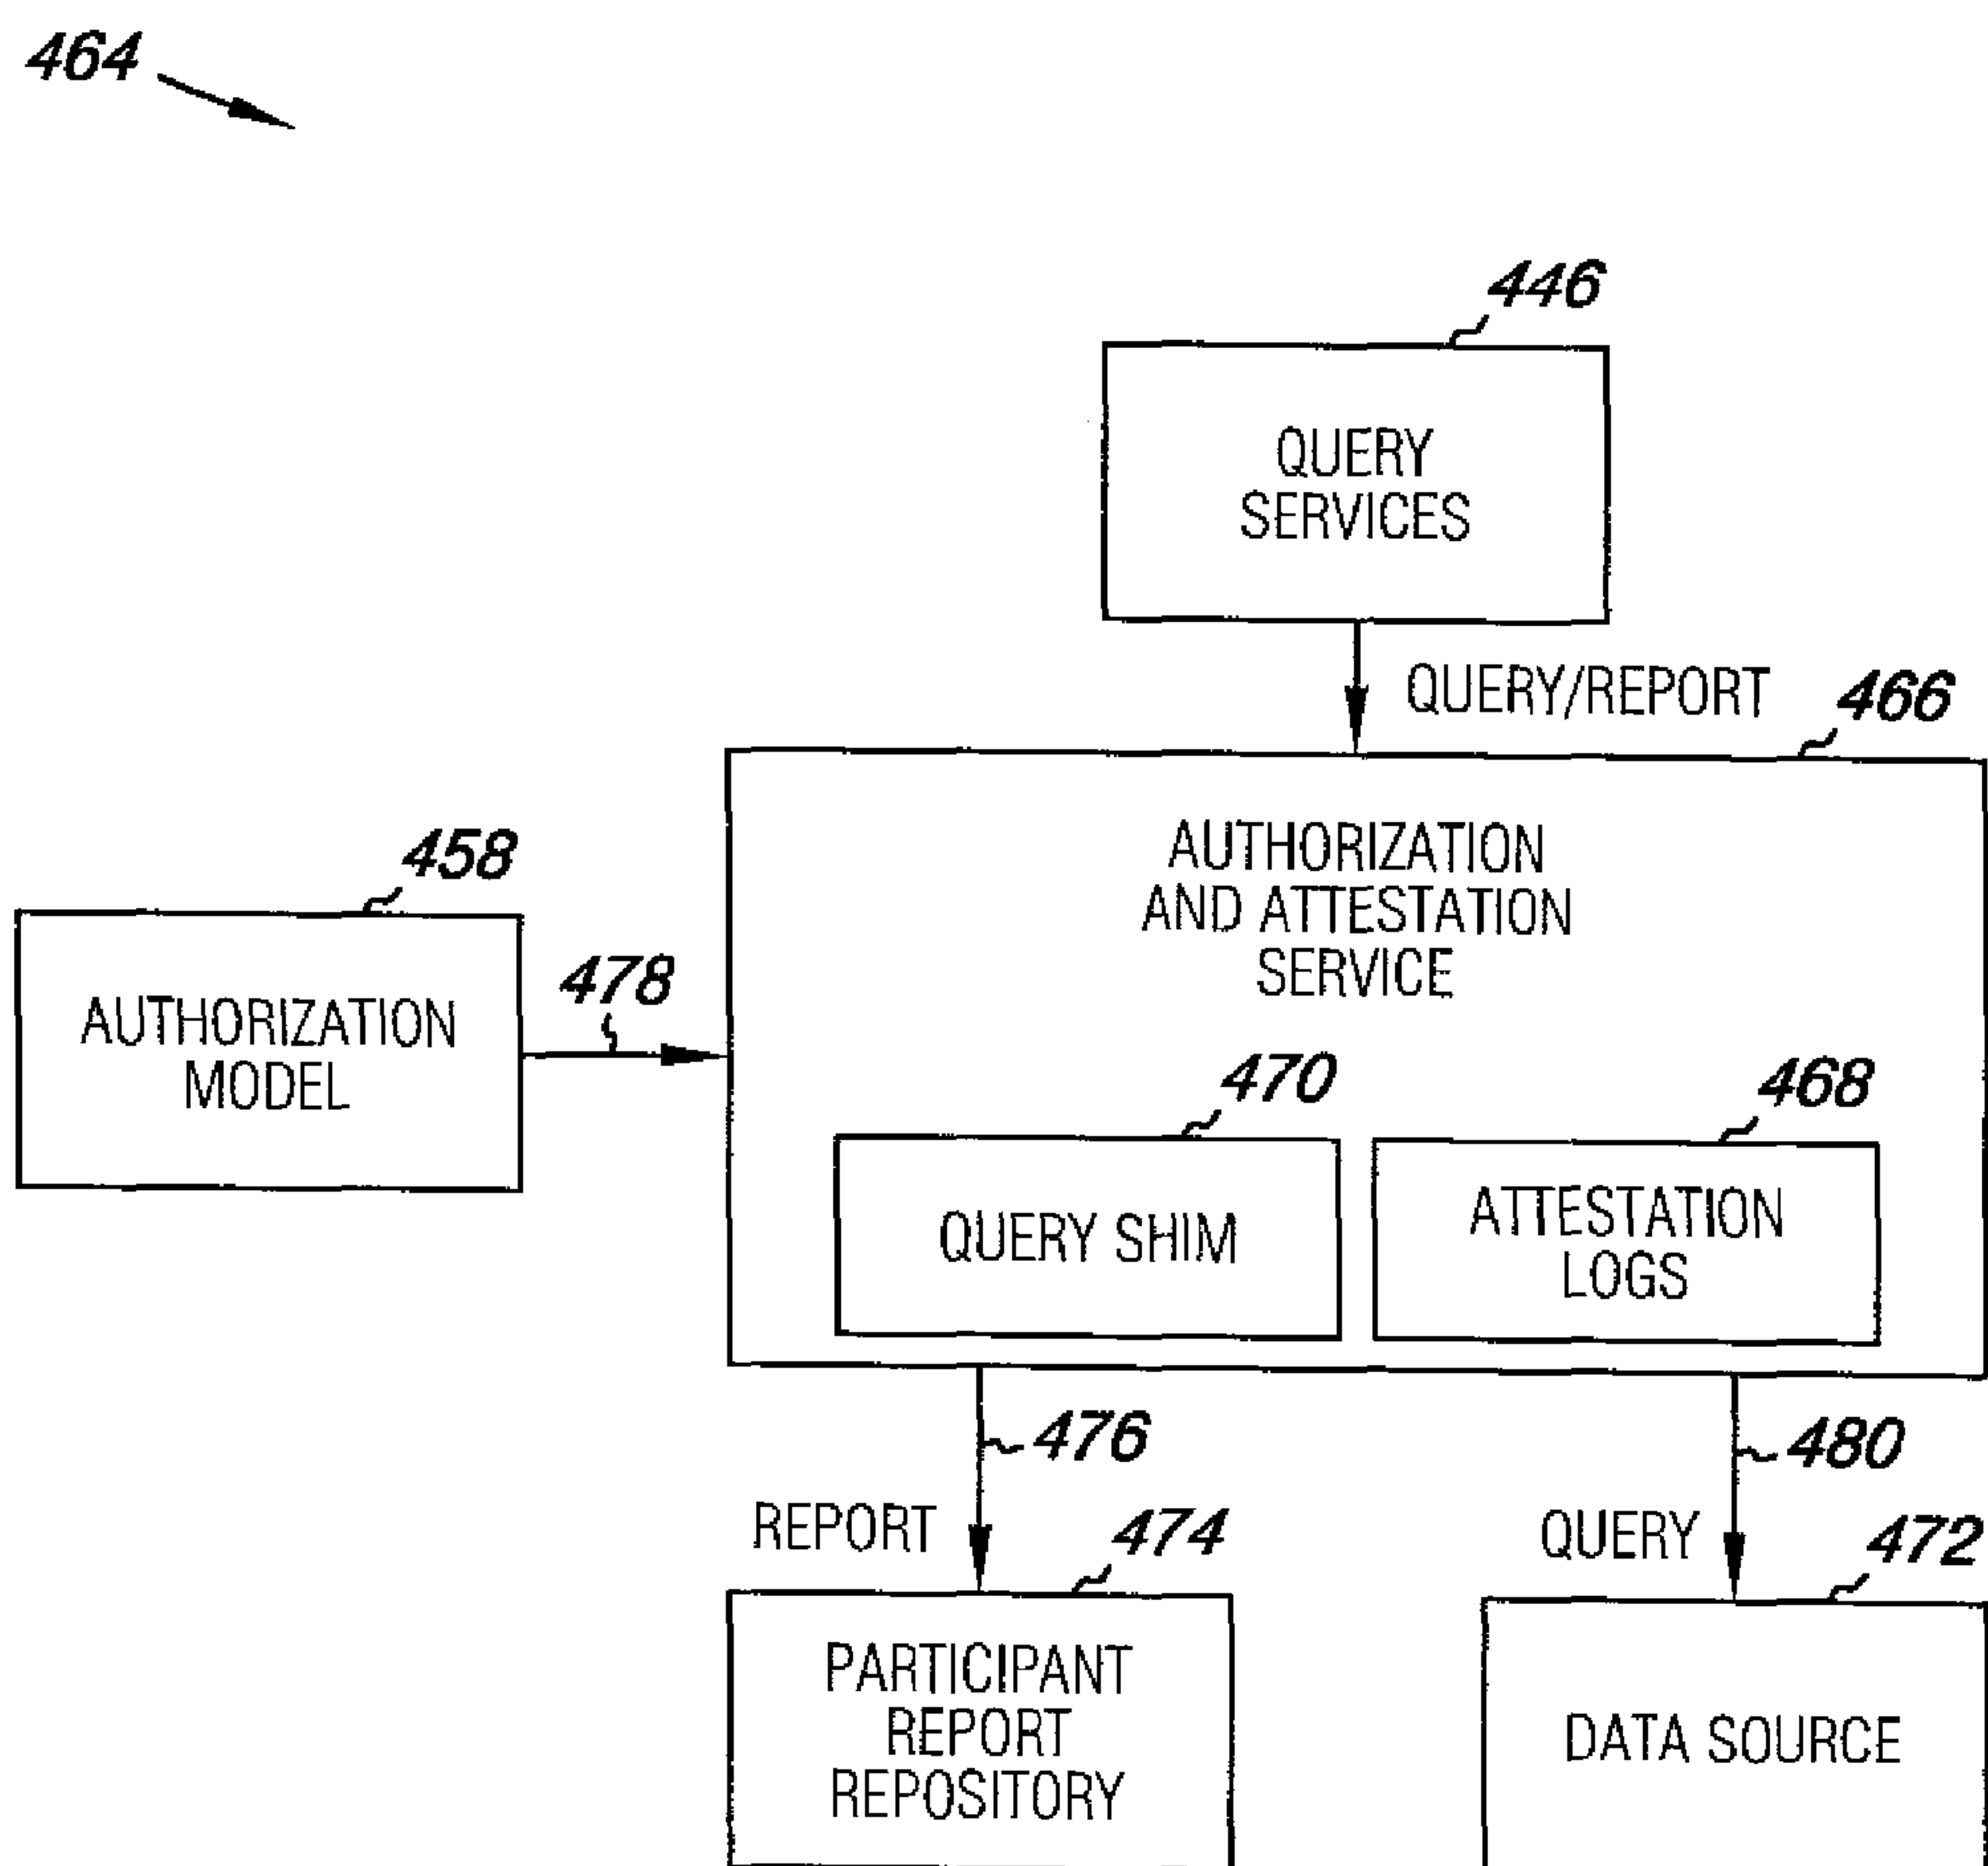 464
446
QUERY
SERVICES
QUERY/REPORT
466
AUTHORIZATION
AND ATTESTATION
SERVICE
458
AUTHORIZATION
MODEL
478
470
QUERY SHIM
468
ATTESTATION
LOGS
476
REPORT
474
PARTICIPANT
REPORT
REPOSITORY
480
QUERY
472
DATA SOURCE